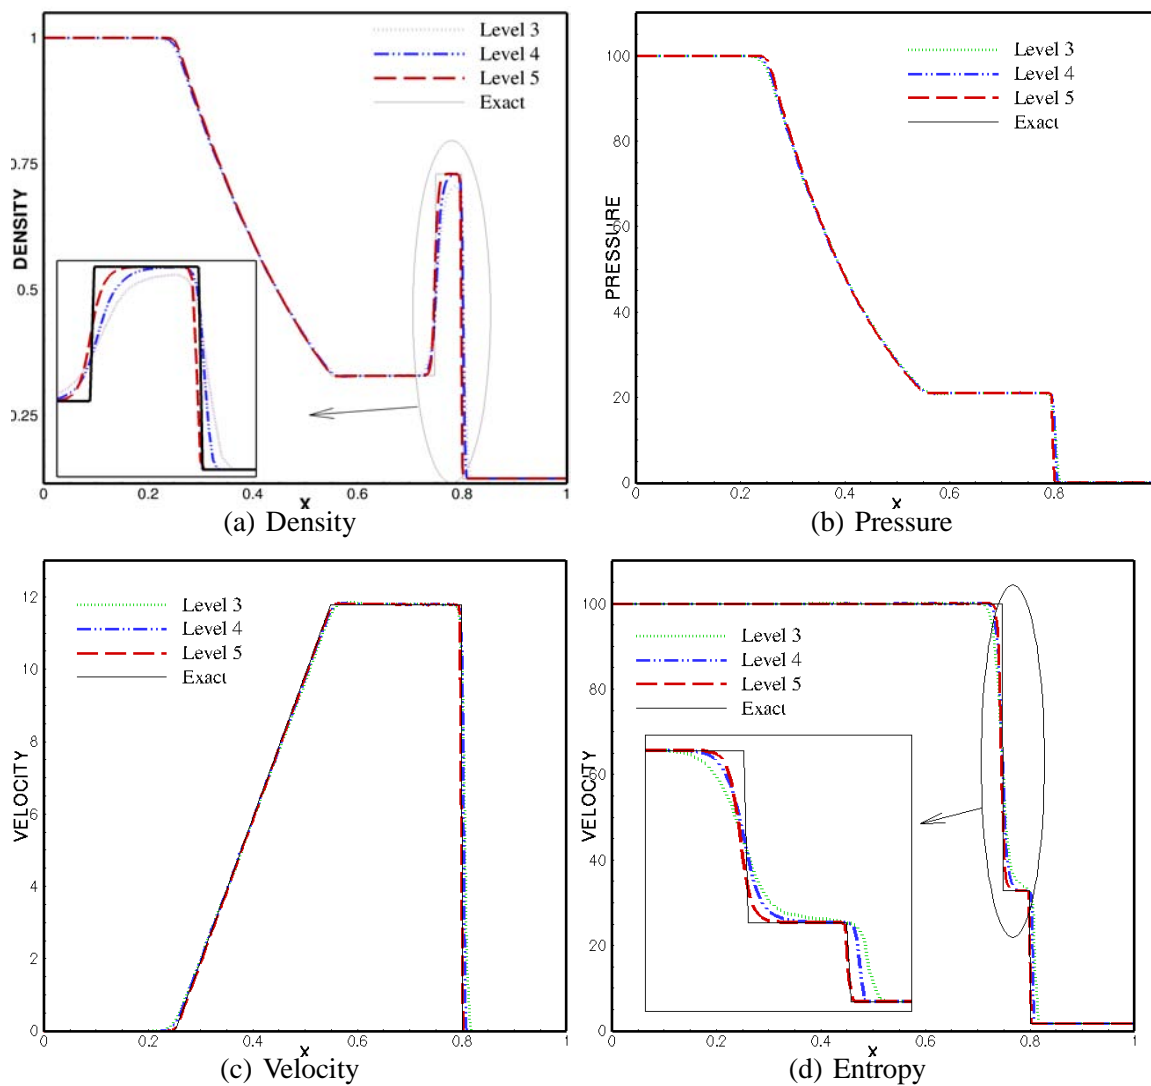 1
0.75
0.5
0.25
DENSITY
Level 3
Level 4
Level 5
Exact
0
0.2
0.4
0.6
0.8
1
X
(a) Density
100
80
60
40
20
0
PRESSURE
Level 3
Level 4
Level 5
Exact
0
0.2
0.4
0.6
0.8
X
(b) Pressure
12
10
8
6
4
2
0
VELOCITY
Level 3
Level 4
Level 5
Exact
0
0.2
0.4
0.6
0.8
1
X
(c) Velocity
100
80
60
40
20
0
VELOCITY
Level 3
Level 4
Level 5
Exact
0
0.2
0.4
0.6
0.8
1
X
(d) Entropy